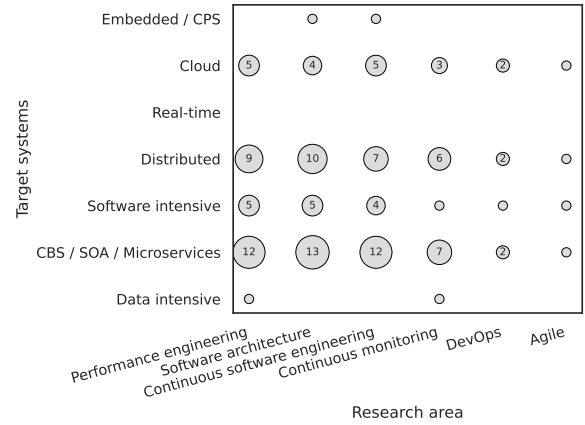 Target systems
Embedded / CPS
Cloud 5 4 5 3 2
Real-time
Distributed 9 10 7 6 2
Software intensive 5 5 4
CBS / SOA / Microservices 12 13 12 7 2
Data intensive
Performance engineering
Software architecture
Continuous software engineering
Continuous monitoring
DevOps
Agile
Research area